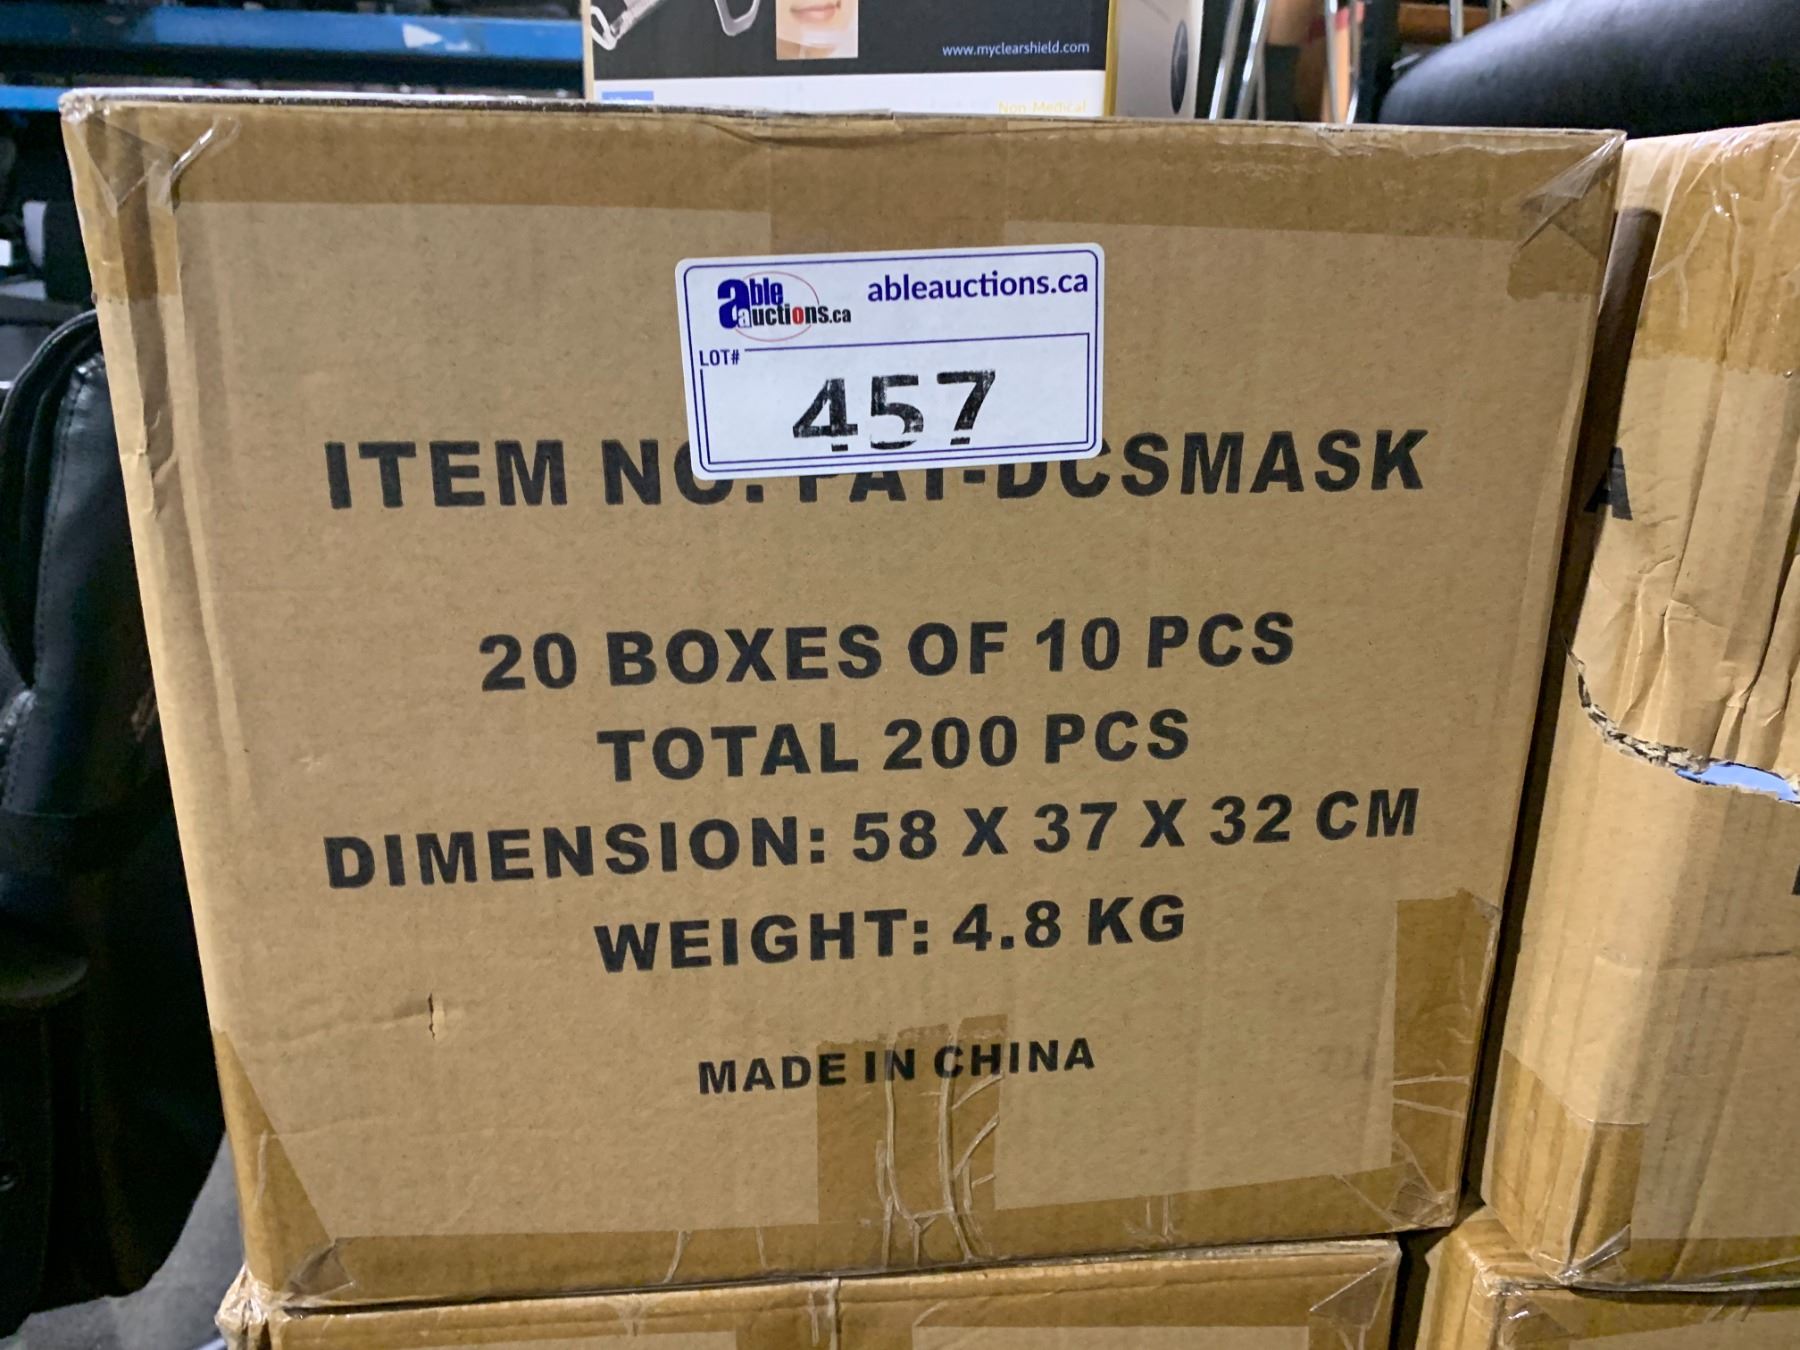 www.myclearshield.com
Non-Medical
able auctions.ca
ableauctions.ca
LOT#
457
ITEM NO. PAT-DCSMASK
20 BOXES OF 10 PCS
TOTAL 200 PCS
DIMENSION: 58 X 37 X 32 CM
WEIGHT: 4.8 KG
MADE IN CHINA
A